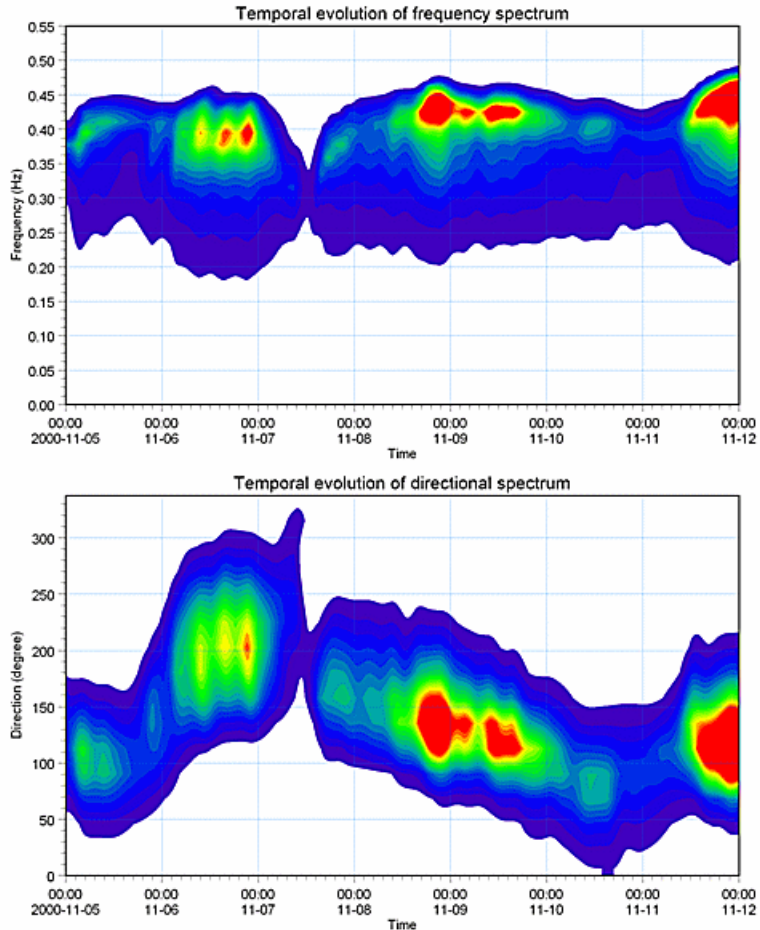 Temporal evolution of frequency spectrum
0.55
0.50
0.45
0.40
0.35
0.30
0.25
0.20
0.15
0.10
0.05
0.00
Frequency (Hz)
00:00 00:00 00:00 00:00 00:00 00:00 00:00 00:00
2000-11-05 11-06 11-07 11-08 11-09 11-10 11-11 11-12
Time
Temporal evolution of directional spectrum
300
250
200
150
100
50
0
Direction (degree)
00:00 00:00 00:00 00:00 00:00 00:00 00:00 00:00
2000-11-05 11-06 11-07 11-08 11-09 11-10 11-11 11-12
Time